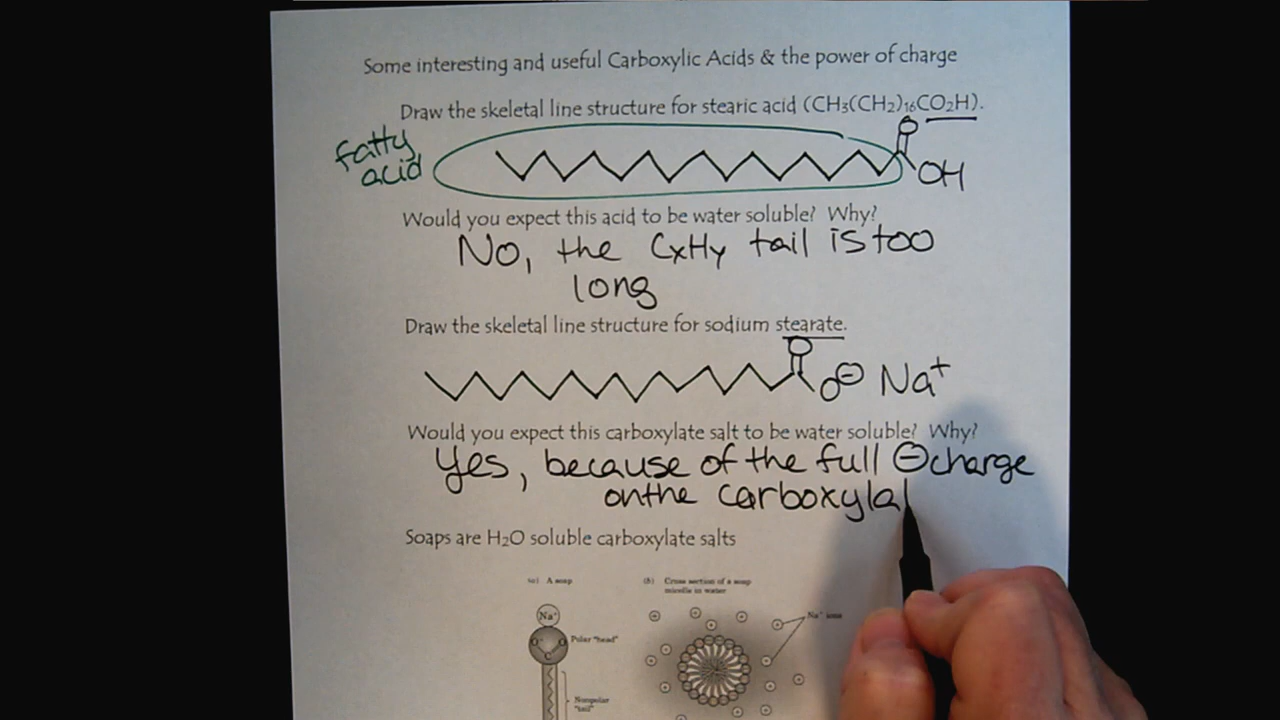 Some interesting and useful Carboxylic Acids & the power of charge
Draw the skeletal line structure for stearic acid (CH3(CH2)16CO2H).
fatty
acid
O
OH
Would you expect this acid to be water soluble? Why?
No, the CxHy tail is too
long
Draw the skeletal line structure for sodium stearate.
O
O⊖ Na+
Would you expect this carboxylate salt to be water soluble? Why?
Yes, because of the full ⊖ charge
on the carboxyla
Soaps are H2O soluble carboxylate salts
(a) A soap
(b) Cross section of a soap
micelle in water
Na+
Na+ ions
Polar "head"
C
Nonpolar
"tail"